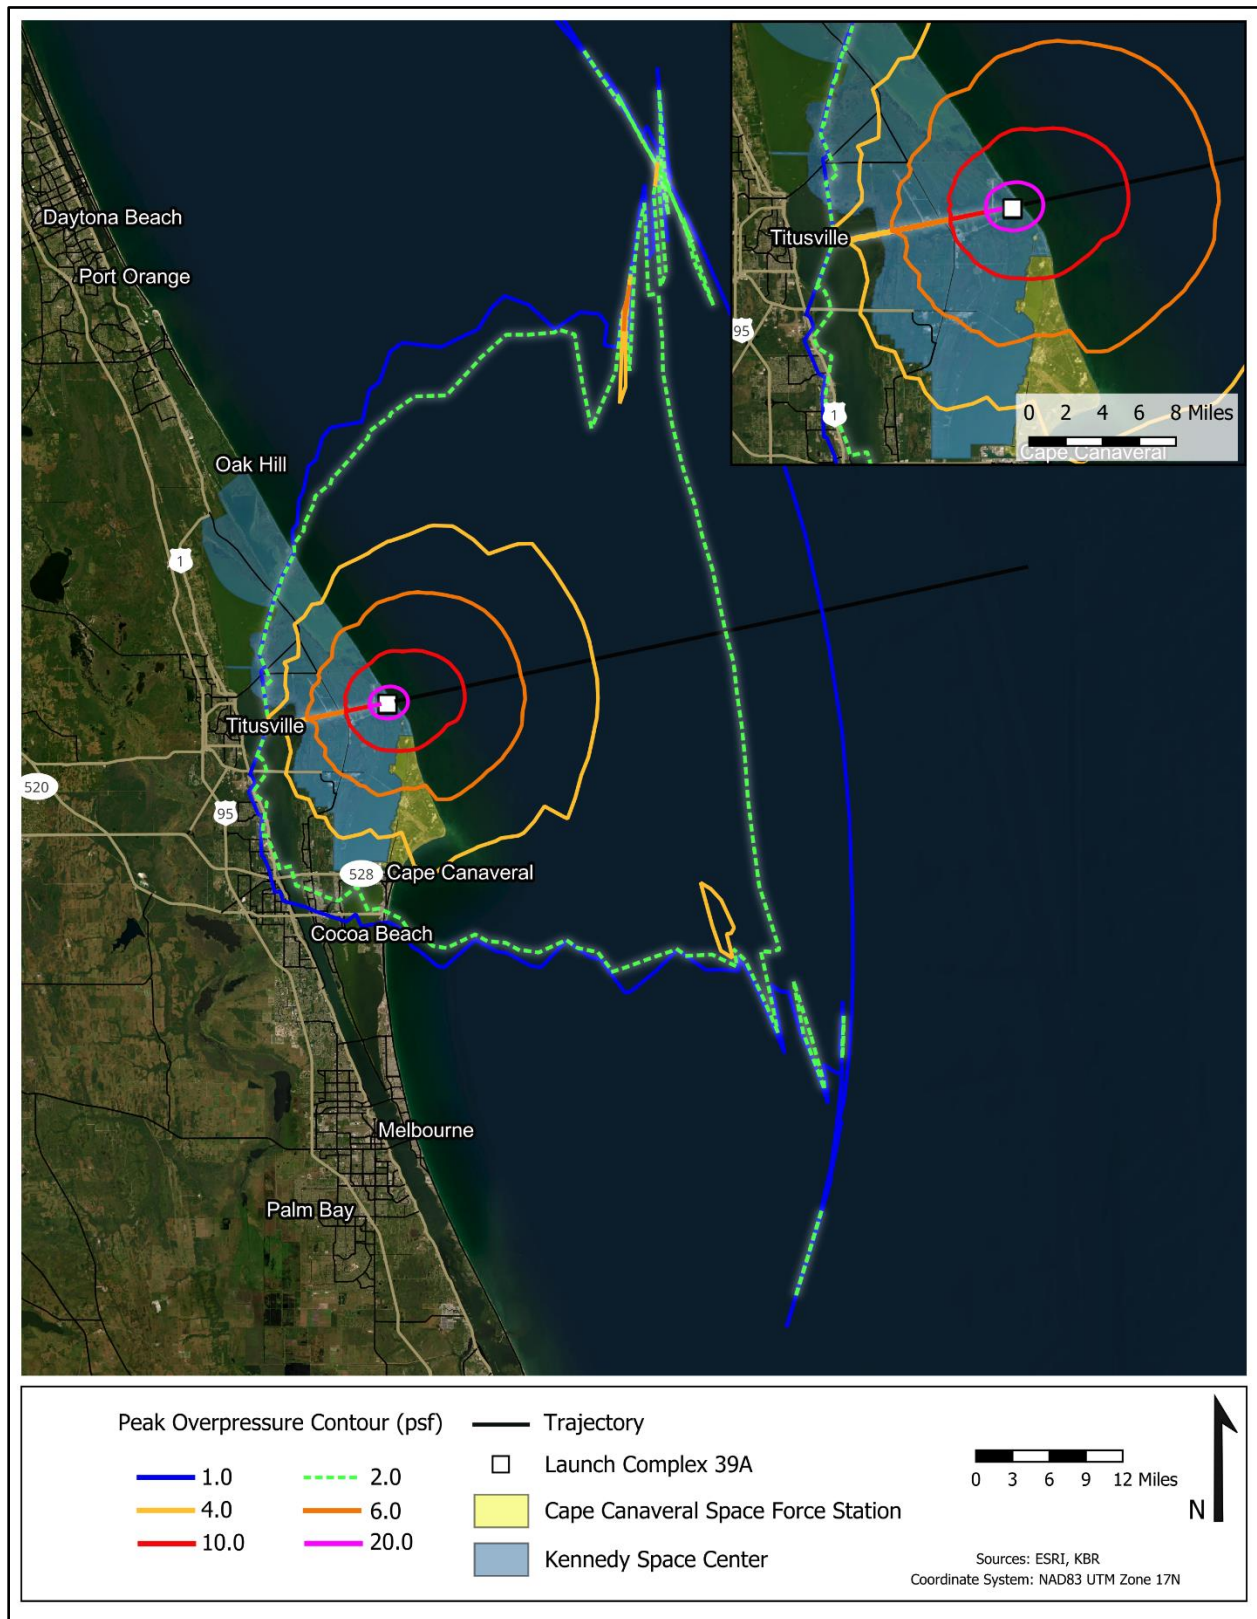 Daytona Beach
Port Orange
Oak Hill
1
Titusville
520
95
528
Cape Canaveral
Cocoa Beach
Melbourne
Palm Bay
Titusville
95
1
0 2 4 6 8 Miles
Cape Canaveral
Peak Overpressure Contour (psf)
1.0
2.0
4.0
6.0
10.0
20.0
Trajectory
Launch Complex 39A
Cape Canaveral Space Force Station
Kennedy Space Center
0 3 6 9 12 Miles
N
Sources: ESRI, KBR
Coordinate System: NAD83 UTM Zone 17N